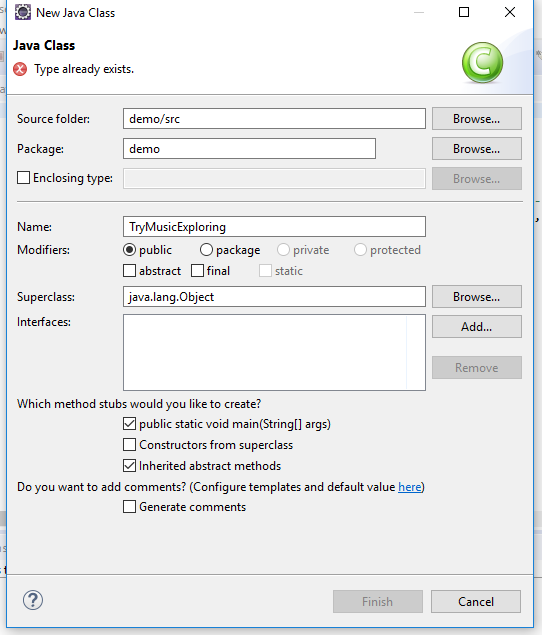 New Java Class
Java Class
Type already exists.
Source folder: demo/src Browse...
Package: demo Browse...
Enclosing type: Browse...
Name: TryMusicExploring
Modifiers: public package private protected
abstract final static
Superclass: java.lang.Object Browse...
Interfaces: Add...
Remove
Which method stubs would you like to create?
public static void main(String[] args)
Constructors from superclass
Inherited abstract methods
Do you want to add comments? (Configure templates and default value here)
Generate comments
Finish Cancel